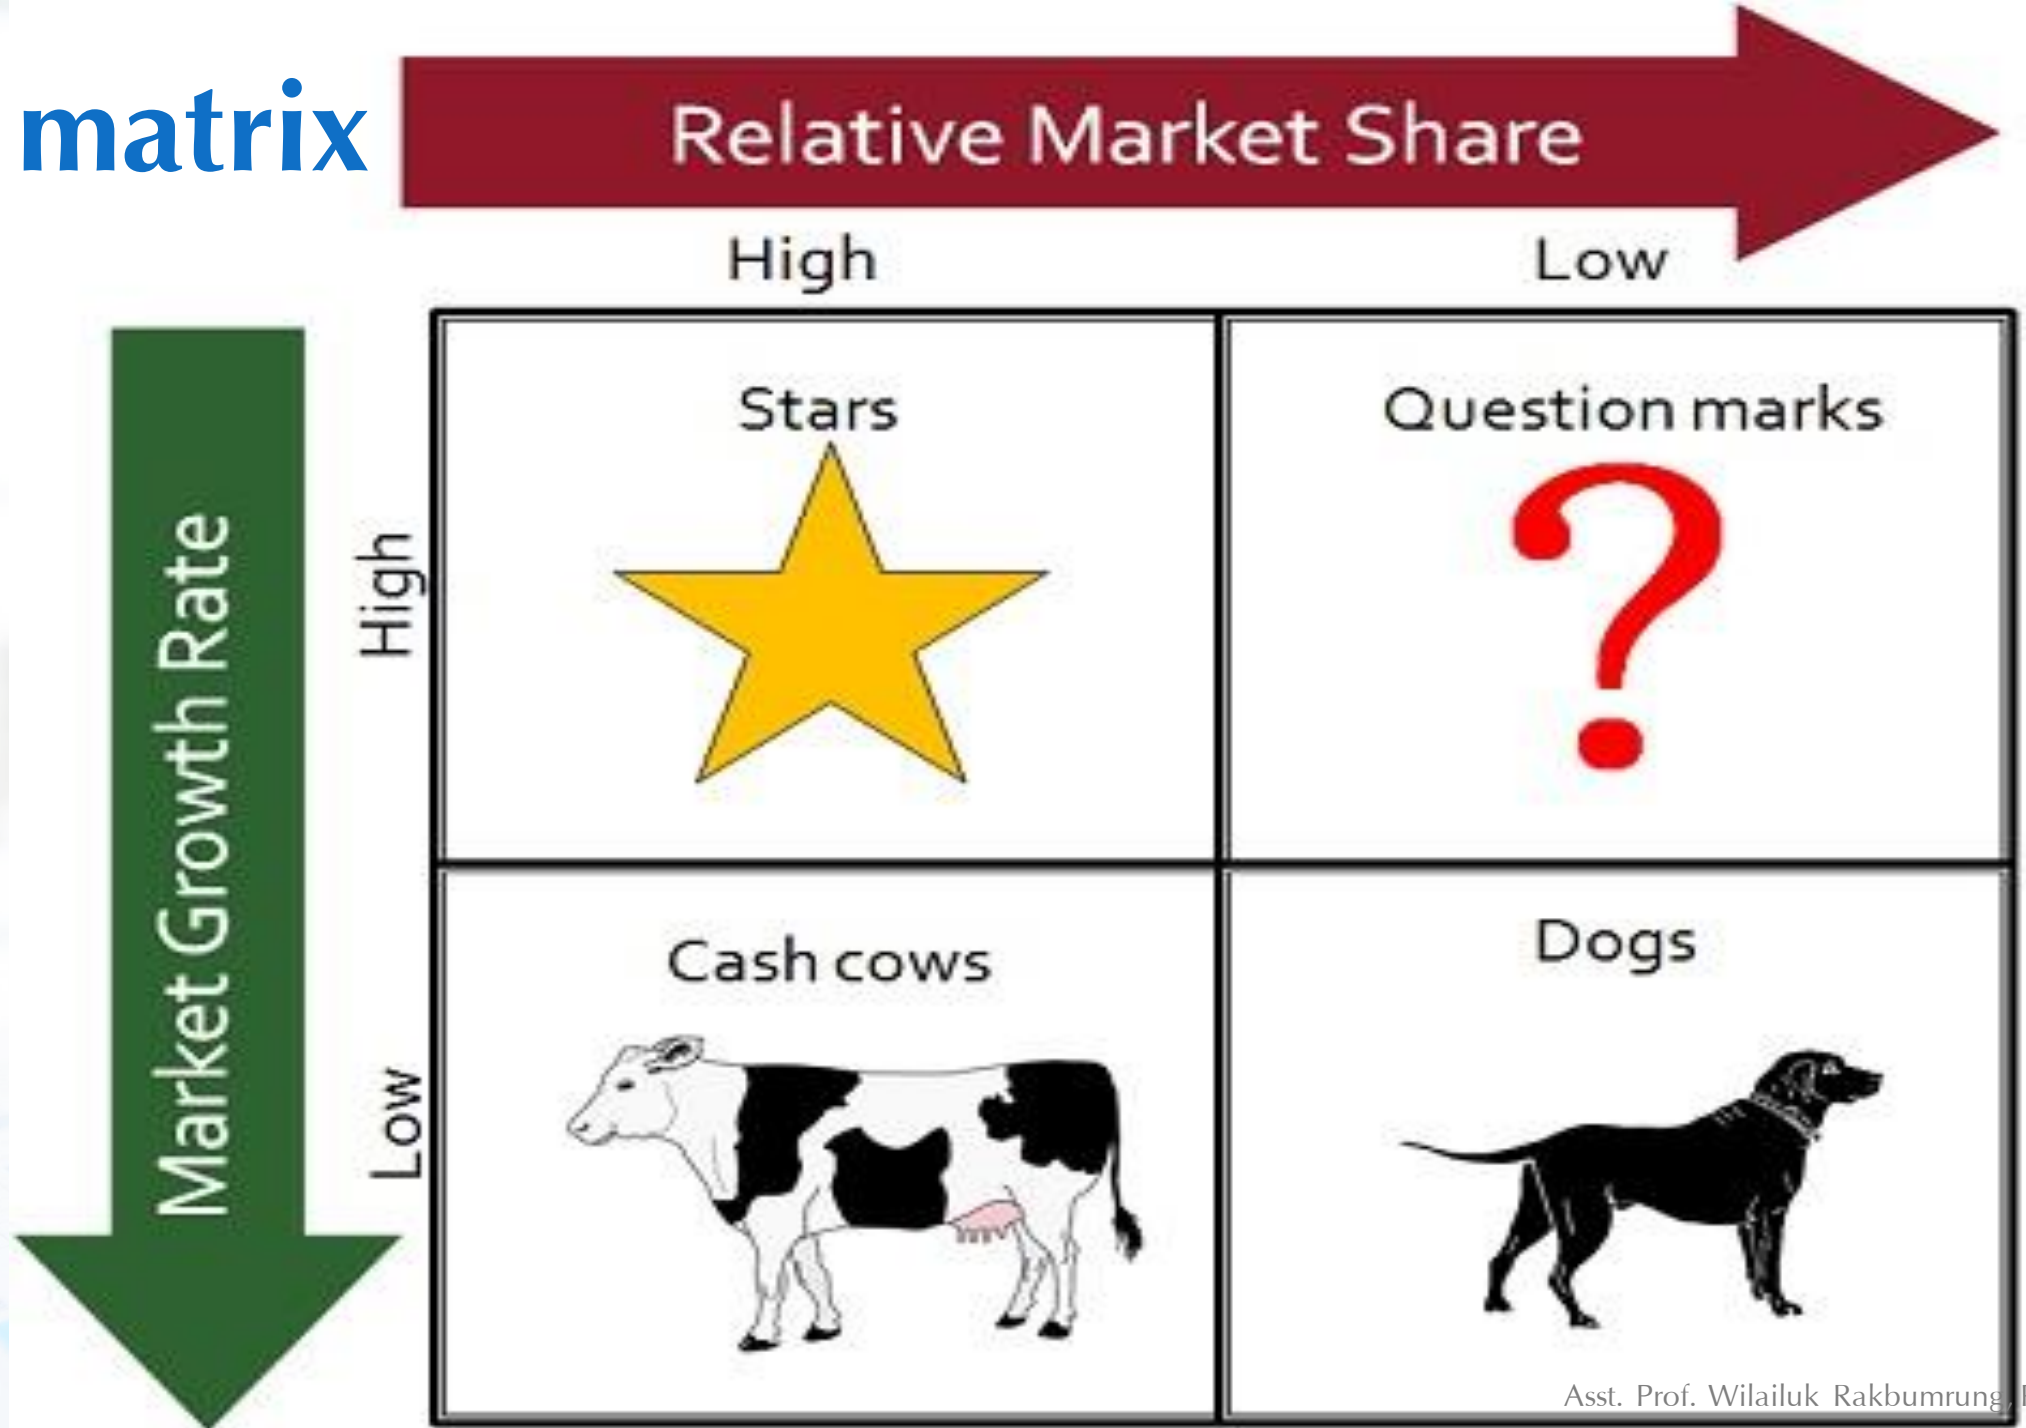 matrix
Relative Market Share
High
Low
Market Growth Rate
High
Stars
Question marks
?
Low
Cash cows
Dogs
Asst. Prof. Wilailuk Rakbumrung,